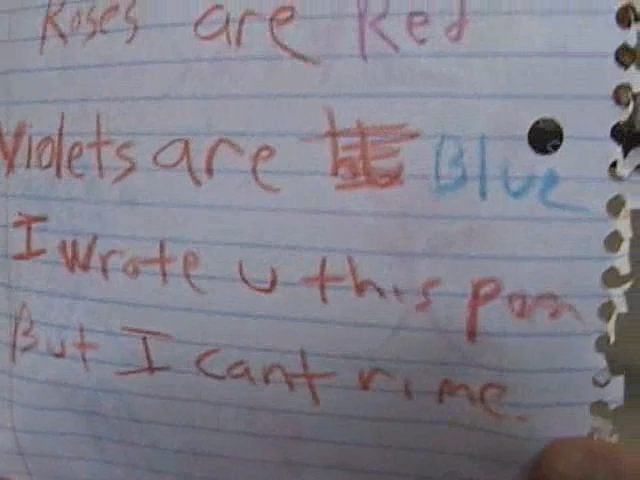 Roses are Red
Violets are Blue
I wrote u this pom
But I cant rime